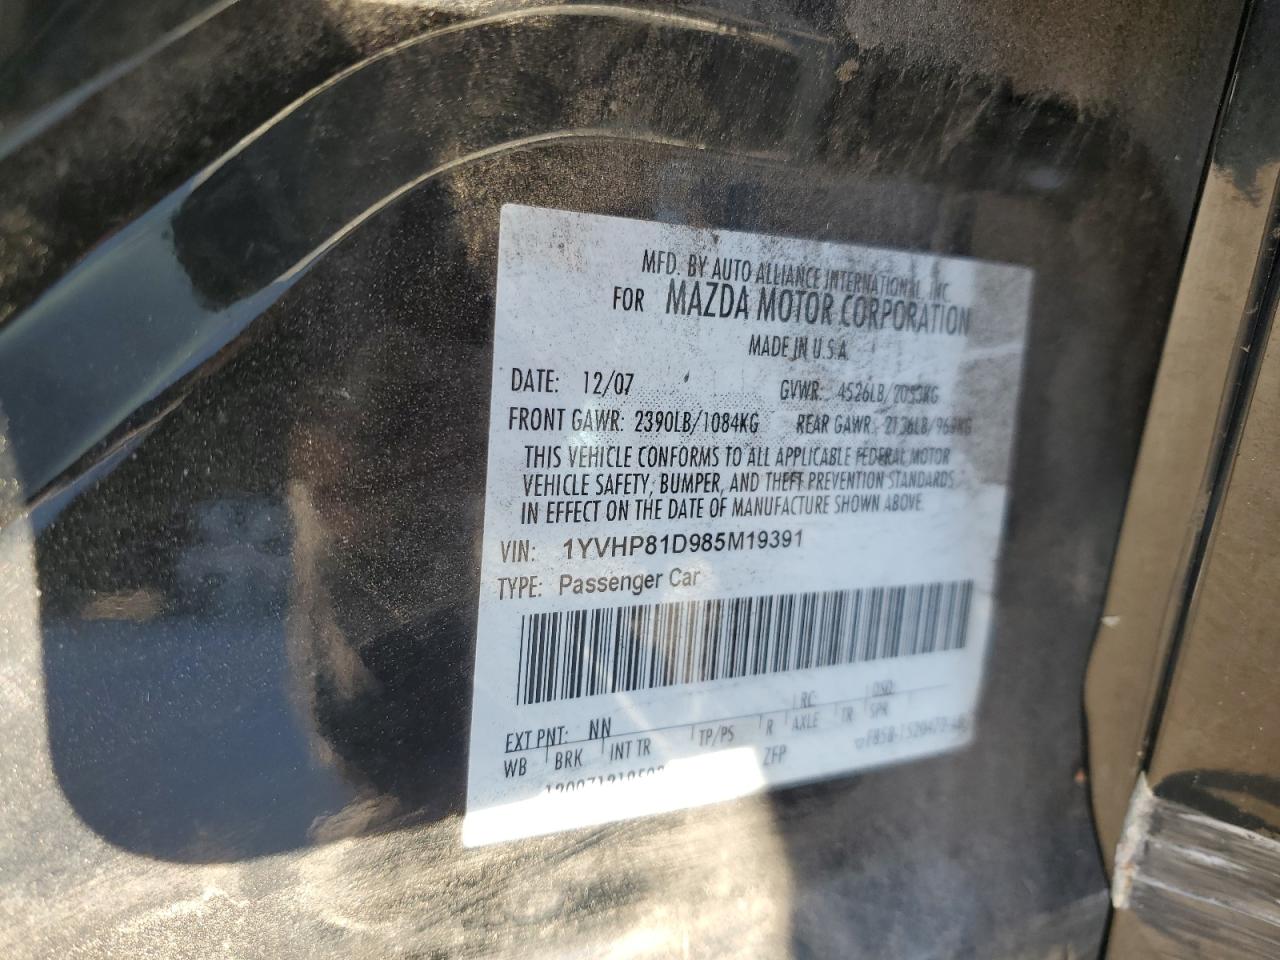 MFD. BY AUTO ALLIANCE INTERNATIONAL, INC.
FOR MAZDA MOTOR CORPORATION
MADE IN U.S.A.
DATE: 12/07 GVWR: 4526LB/2053KG
FRONT GAWR: 2390LB/1084KG REAR GAWR:
THIS VEHICLE CONFORMS TO ALL APPLICABLE FEDERAL MOTOR
VEHICLE SAFETY, BUMPER, AND THEFT PREVENTION STANDARDS
IN EFFECT ON THE DATE OF MANUFACTURE SHOWN ABOVE.
VIN: 1YVHP81D985M19391
TYPE: Passenger Car
EXT PNT: NN RC: DSO:
WB BRK INT TR TP/PS R AXLE TR SPR
ZFP